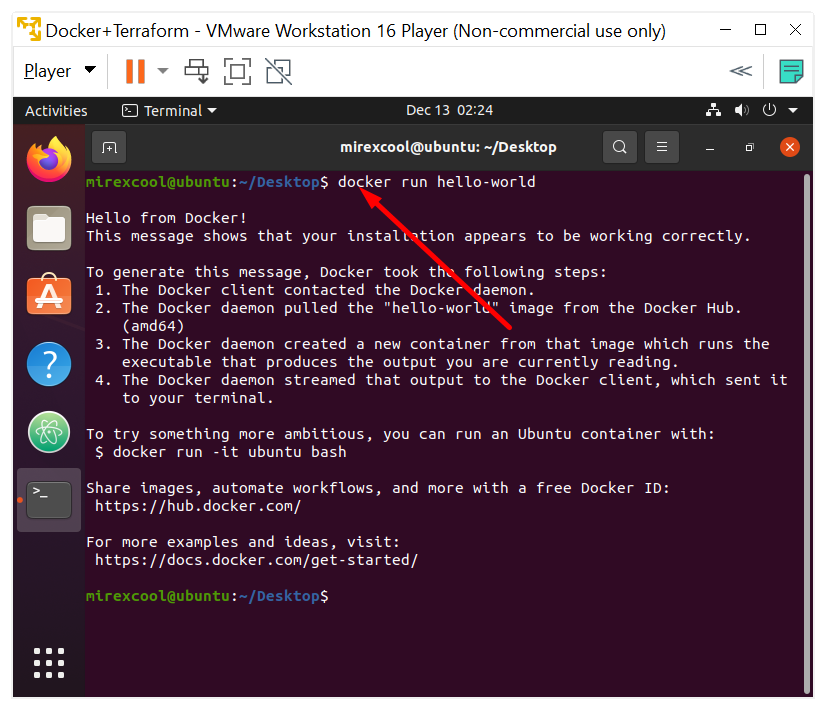 Docker+Terraform - VMware Workstation 16 Player (Non-commercial use only)
Player
Activities
Terminal
Dec 13 02:24
mirexcool@ubuntu: ~/Desktop
mirexcool@ubuntu:~/Desktop$ docker run hello-world
Hello from Docker!
This message shows that your installation appears to be working correctly.
To generate this message, Docker took the following steps:
1. The Docker client contacted the Docker daemon.
2. The Docker daemon pulled the "hello-world" image from the Docker Hub.
(amd64)
3. The Docker daemon created a new container from that image which runs the
executable that produces the output you are currently reading.
4. The Docker daemon streamed that output to the Docker client, which sent it
to your terminal.
To try something more ambitious, you can run an Ubuntu container with:
$ docker run -it ubuntu bash
Share images, automate workflows, and more with a free Docker ID:
https://hub.docker.com/
For more examples and ideas, visit:
https://docs.docker.com/get-started/
mirexcool@ubuntu:~/Desktop$